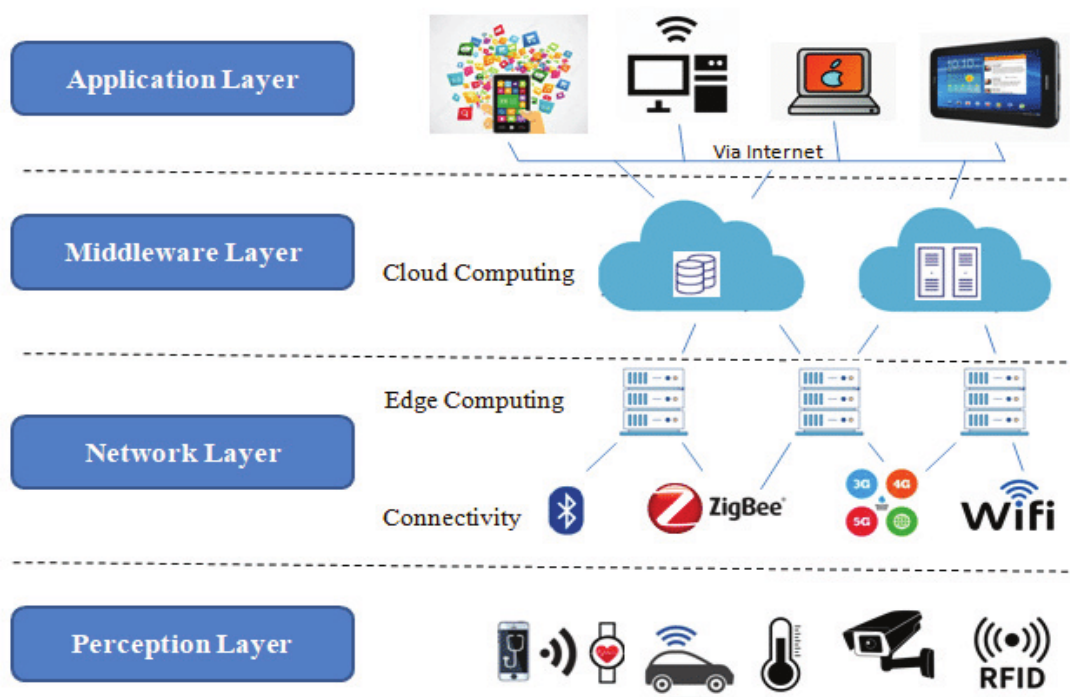 Application Layer
Via Internet
Middleware Layer
Cloud Computing
Edge Computing
Network Layer
Connectivity
ZigBee®
3G
4G
5G
Wifi
Perception Layer
RFID